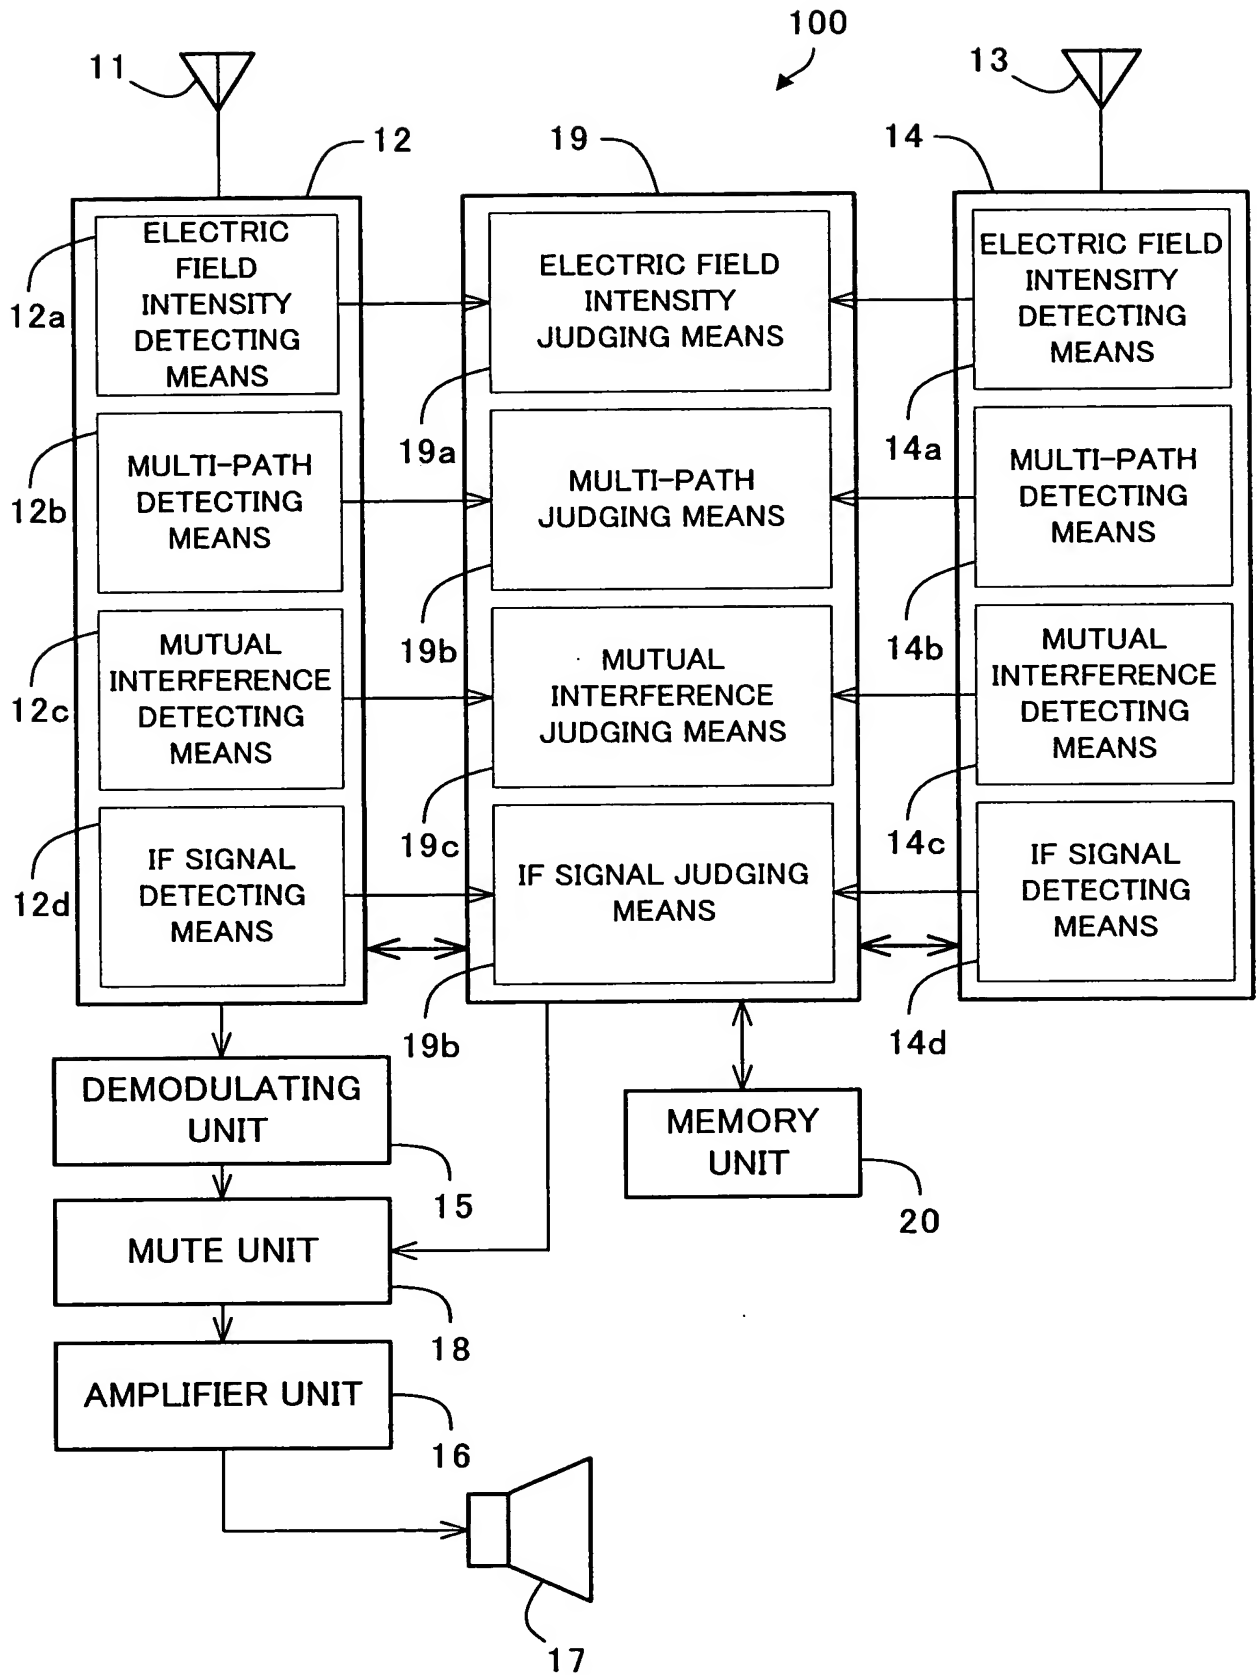 100
11
13
12
19
14
ELECTRIC
FIELD
INTENSITY
DETECTING
MEANS
12a
ELECTRIC FIELD
INTENSITY
JUDGING MEANS
19a
ELECTRIC FIELD
INTENSITY
DETECTING
MEANS
14a
MULTI-PATH
DETECTING
MEANS
12b
MULTI-PATH
JUDGING MEANS
19b
MULTI-PATH
DETECTING
MEANS
14b
MUTUAL
INTERFERENCE
DETECTING
MEANS
12c
MUTUAL
INTERFERENCE
JUDGING MEANS
19c
MUTUAL
INTERFERENCE
DETECTING
MEANS
14c
IF SIGNAL
DETECTING
MEANS
12d
IF SIGNAL JUDGING
MEANS
19b
IF SIGNAL
DETECTING
MEANS
14d
DEMODULATING
UNIT
15
MEMORY
UNIT
20
MUTE UNIT
18
AMPLIFIER UNIT
16
17